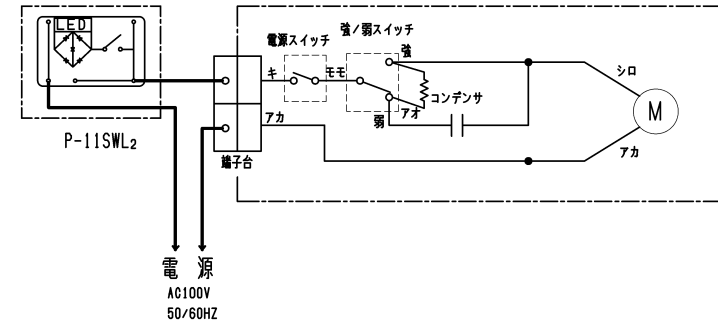 LED
P-11SWL2
電源スイッチ
強/弱スイッチ
強
キ
モモ
コンデンサ
アオ
弱
アカ
端子台
シロ
M
アカ
電 源
AC100V
50/60HZ